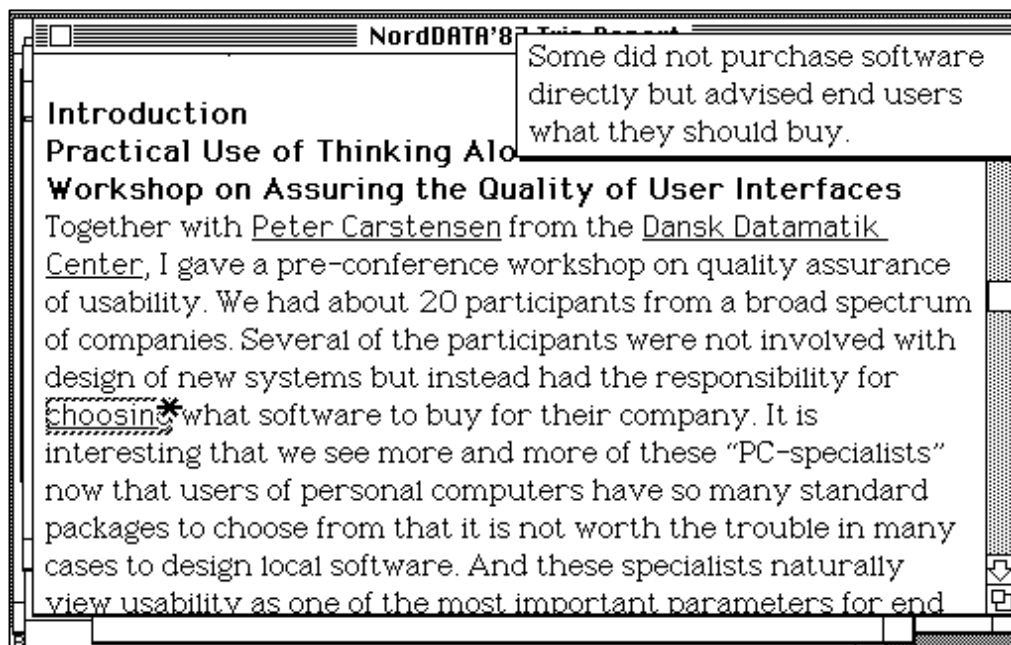 NordDATA'87 Trip Report
Some did not purchase software
directly but advised end users
what they should buy.
Introduction
Practical Use of Thinking Alo
Workshop on Assuring the Quality of User Interfaces
Together with Peter Carstensen from the Dansk Datamatik
Center, I gave a pre-conference workshop on quality assurance
of usability. We had about 20 participants from a broad spectrum
of companies. Several of the participants were not involved with
design of new systems but instead had the responsibility for
choosing* what software to buy for their company. It is
interesting that we see more and more of these “PC-specialists”
now that users of personal computers have so many standard
packages to choose from that it is not worth the trouble in many
cases to design local software. And these specialists naturally
view usability as one of the most important parameters for end